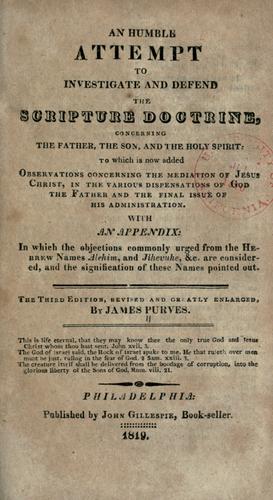 AN HUMBLE
ATTEMPT
TO
INVESTIGATE AND DEFEND
THE
SCRIPTURE DOCTRINE,
CONCERNING
THE FATHER, THE SON, AND THE HOLY SPIRIT:
TO which is now added
OBSERVATIONS CONCERNING THE MEDIATION OF JESUS
CHRIST, IN THE VARIOUS DISPENSATIONS OF GOD
THE FATHER AND THE FINAL ISSUE OF
HIS ADMINISTRATION.
WITH
AN APPENDIX:
In which the objections commonly urged from the HE-
BREW Names Alehim, and Jihevuhe, &c. are consider-
ed, and the signification of these Names pointed out.
THE THIRD EDITION, REVISED AND GREATLY ENLARGED,
BY JAMES PURVES.
This is life eternal, that they may know thee the only true God and Jesus
Christ whom thou hast sent. John xvii, 3.
The God of Israel said, the Rock of Israel spake to me. He that ruleth over men
must be just, ruling in the fear of God. 2 Sam. xxiii. 3.
The creature itself shall be delivered from the bondage of corruption, into the
glorious liberty of the Sons of God, Rom. viii. 21.
PHILADELPHIA:
Published by JOHN GILLESPIE, Book-seller.
1819.